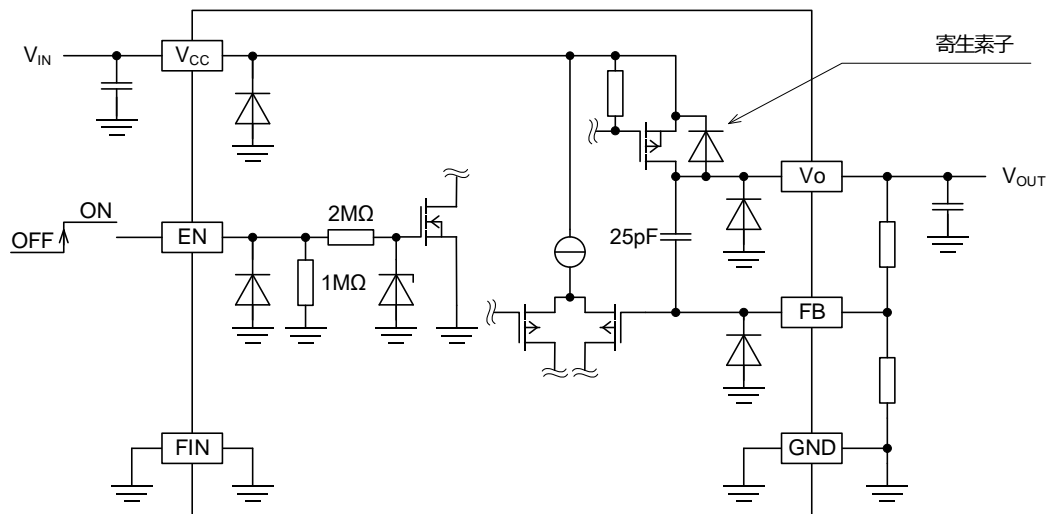 寄生素子
VIN
VCC
Vo
VOUT
ON
OFF
EN
2MΩ
25pF
1MΩ
FB
FIN
GND